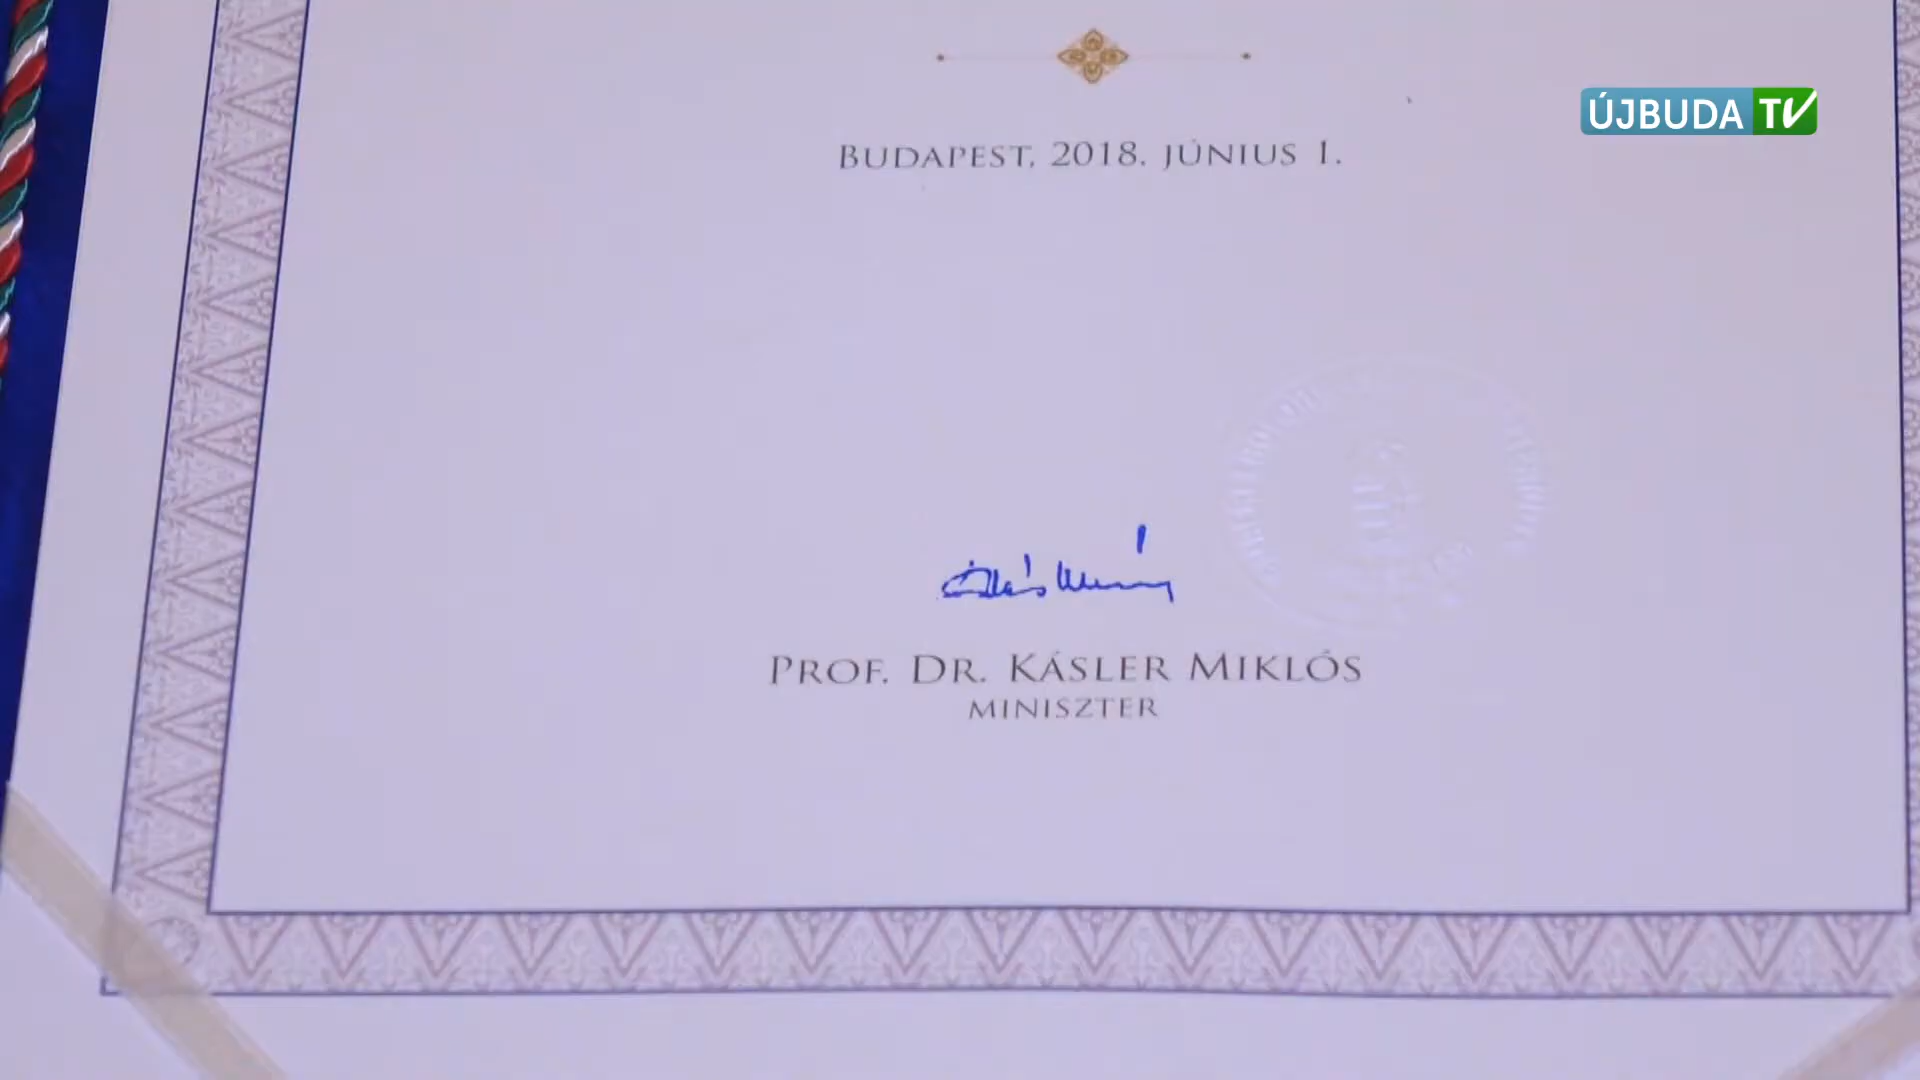 ÚJBUDA TV
BUDAPEST, 2018. JÚNIUS 1.
PROF. DR. KÁSLER MIKLÓS
MINISZTER